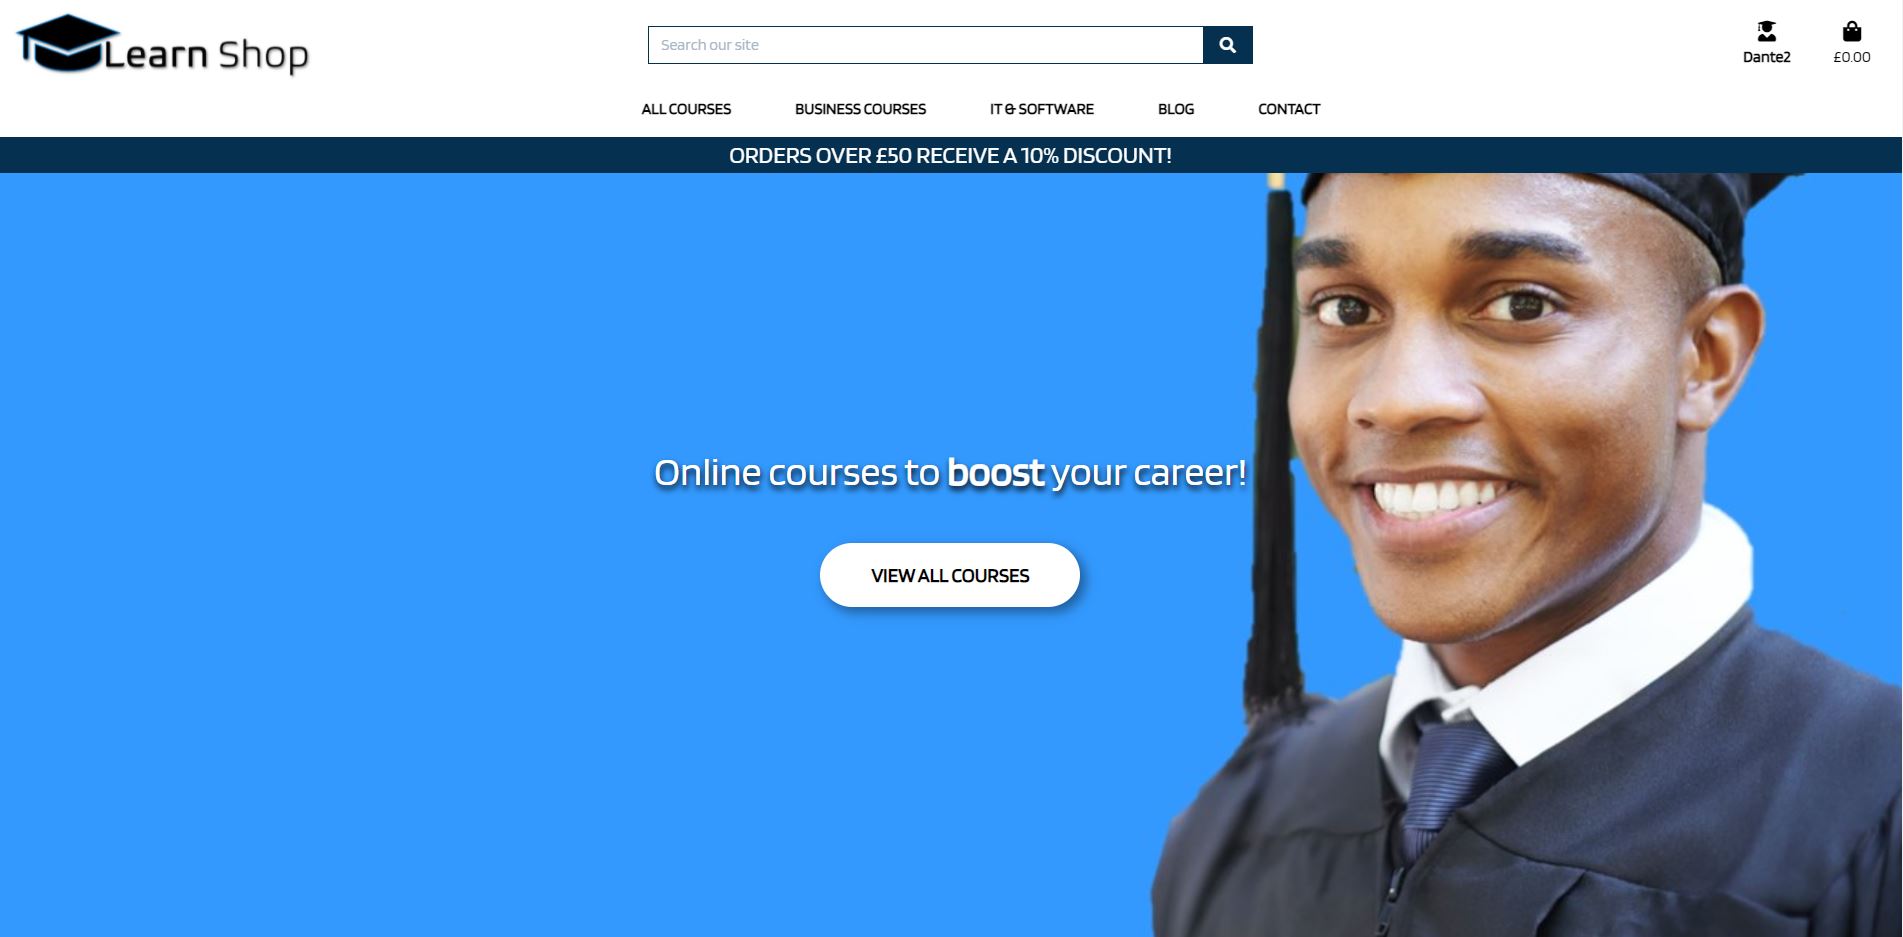 Learn Shop
Search our site
Dante2
£0.00
ALL COURSES
BUSINESS COURSES
IT & SOFTWARE
BLOG
CONTACT
ORDERS OVER £50 RECEIVE A 10% DISCOUNT!
Online courses to boost your career!
VIEW ALL COURSES